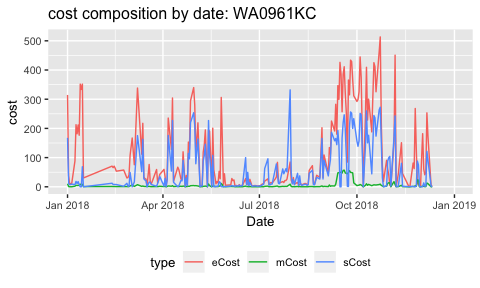 cost composition by date: WA0961KC
cost
500
400
300
200
100
0
Jan 2018 Apr 2018 Jul 2018 Oct 2018 Jan 2019
Date
type eCost mCost sCost